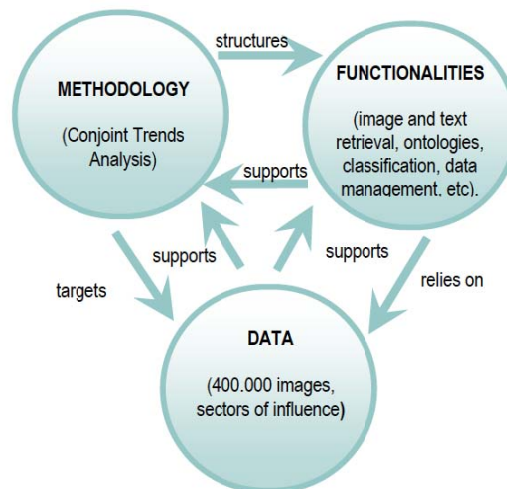 structures
METHODOLOGY
(Conjoint Trends
Analysis)
FUNCTIONALITIES
(image and text
retrieval, ontologies,
classification, data
management, etc).
supports
supports
supports
targets
relies on
DATA
(400.000 images,
sectors of influence)